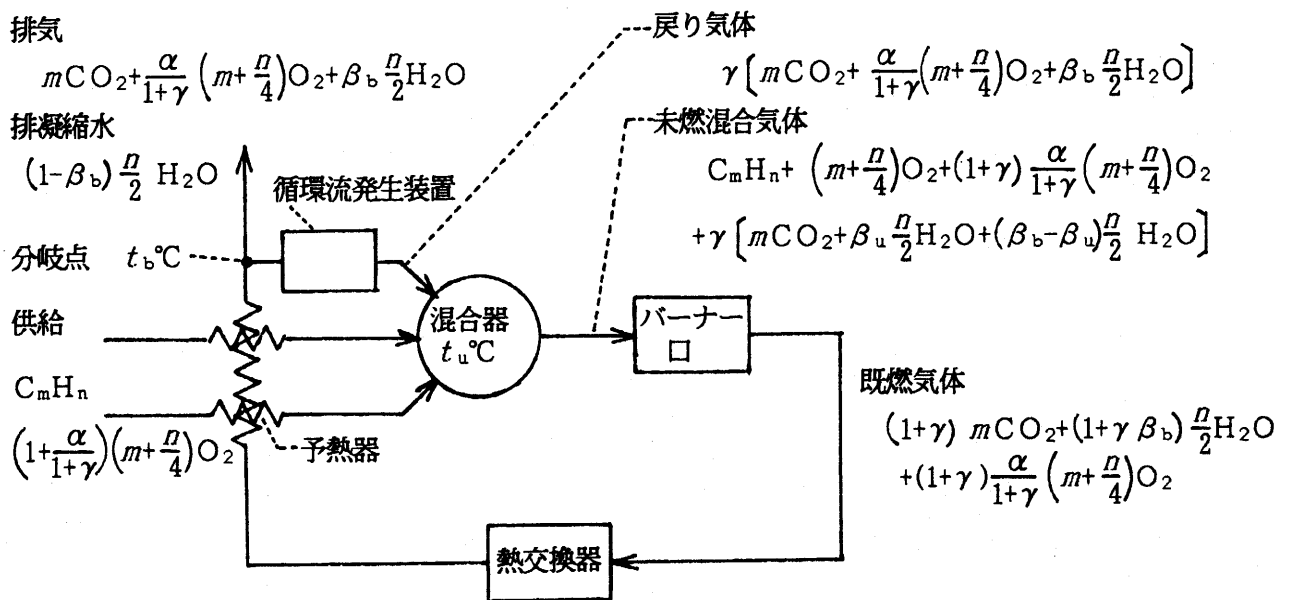 排気
mCO₂+α/(1+γ)(m+n/4)O₂+βb n/2 H₂O
排凝縮水
(1-βb) n/2 H₂O
循環流発生装置
分岐点 tb℃
供給
CmHn
(1+α/(1+γ))(m+n/4)O₂
予熱器
戻り気体
γ[mCO₂+ α/(1+γ)(m+n/4)O₂+βb n/2 H₂O]
未燃混合気体
CmHn+ (m+n/4)O₂+(1+γ) α/(1+γ)(m+n/4)O₂
+γ[mCO₂+βu n/2 H₂O+(βb-βu) n/2 H₂O]
混合器
tu℃
バーナー
口
既燃気体
(1+γ) mCO₂+(1+γ βb) n/2 H₂O
+(1+γ) α/(1+γ)(m+n/4)O₂
熱交換器